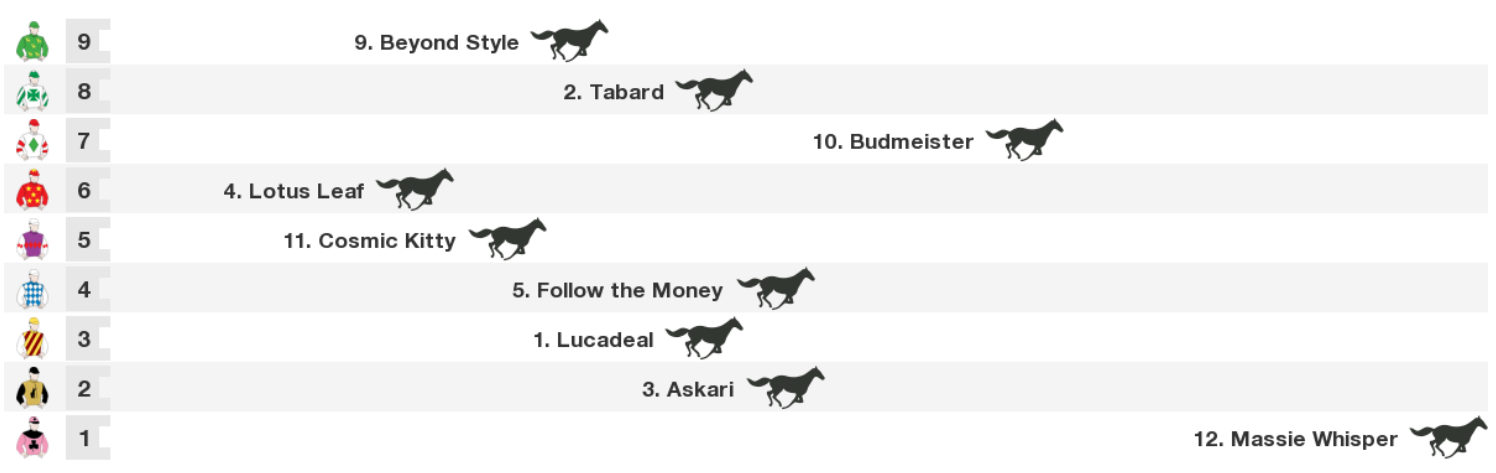 9 9. Beyond Style
8 2. Tabard
7 10. Budmeister
6 4. Lotus Leaf
5 11. Cosmic Kitty
4 5. Follow the Money
3 1. Lucadeal
2 3. Askari
1 12. Massie Whisper